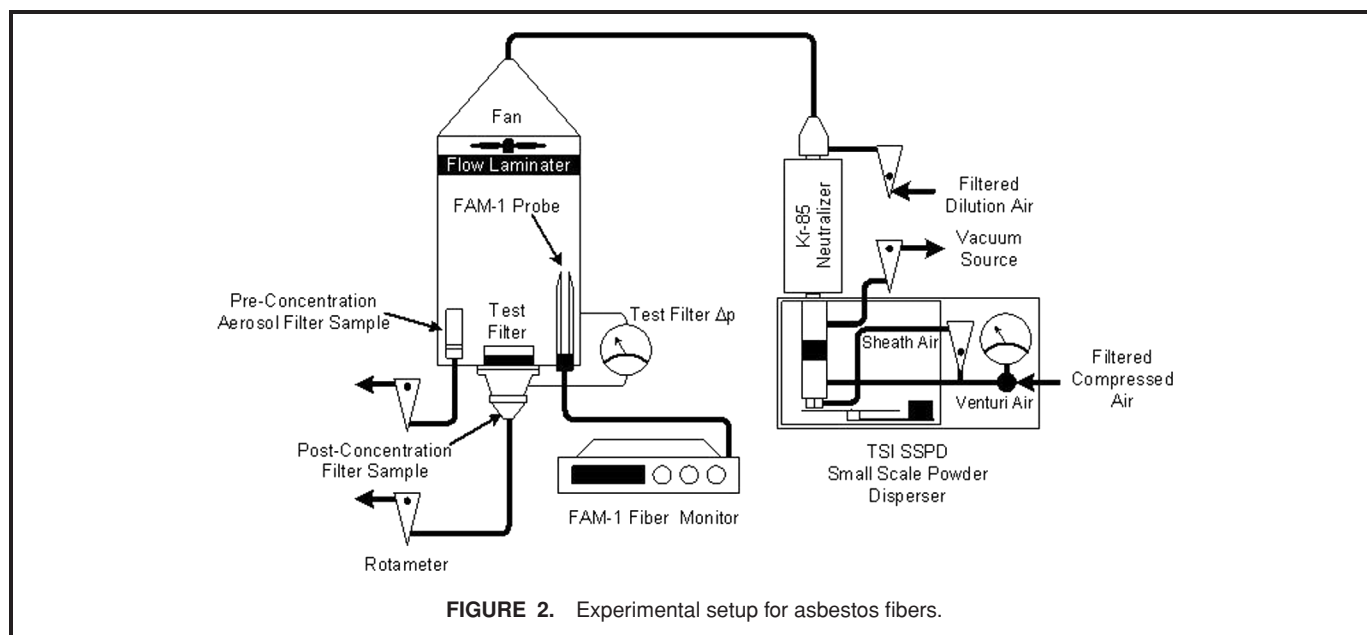 Fan
Flow Laminater
FAM-1 Probe
Pre-Concentration
Aerosol Filter Sample
Test
Filter
Test Filter Δp
Post-Concentration
Filter Sample
Rotameter
FAM-1 Fiber Monitor
Kr-85
Neutralizer
Filtered
Dilution Air
Vacuum
Source
Sheath Air
Venturi Air
Filtered
Compressed
Air
TSI SSPD
Small Scale Powder
Disperser
FIGURE 2. Experimental setup for asbestos fibers.